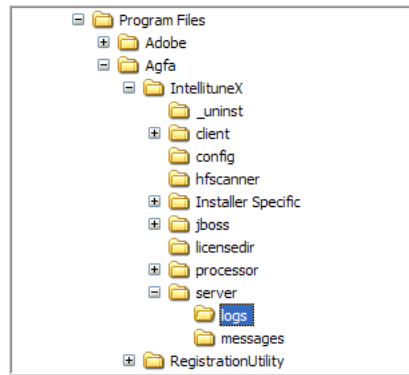 Program Files
Adobe
Agfa
IntellituneX
_uninst
client
config
hfscanner
Installer Specific
jboss
licensedir
processor
server
logs
messages
RegistrationUtility